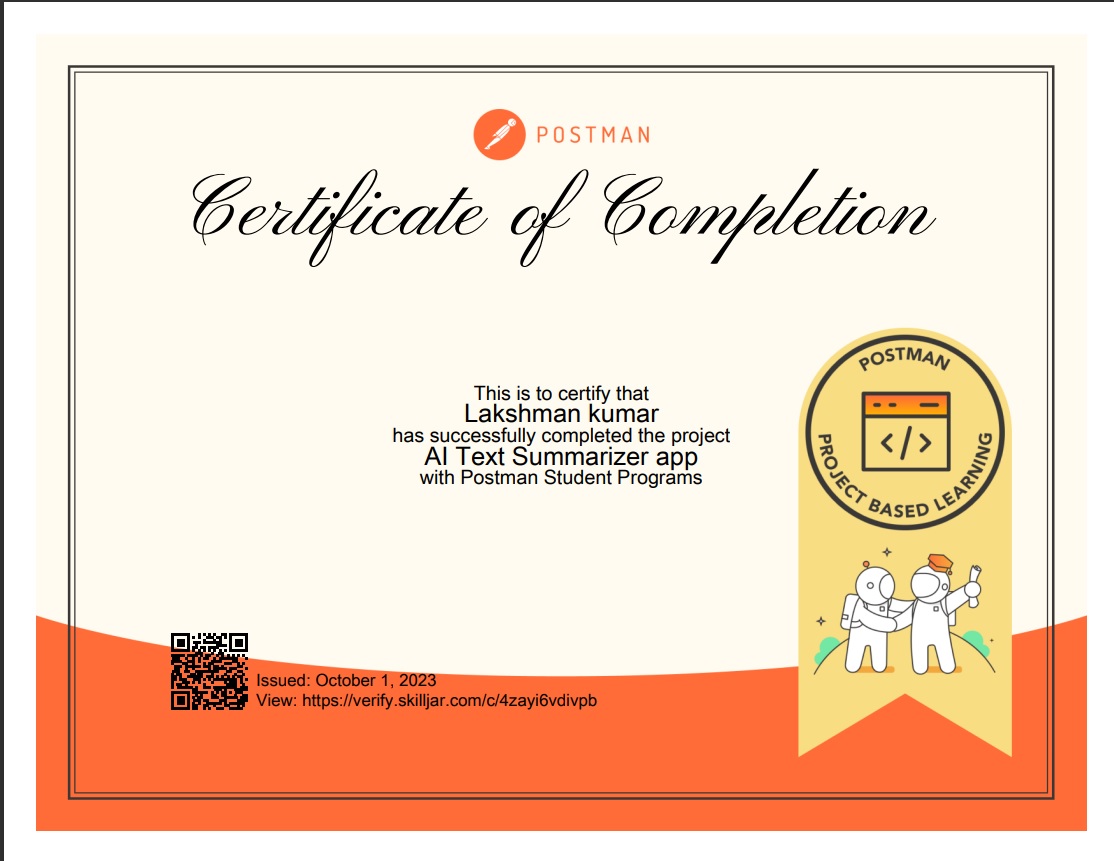 POSTMAN
Certificate of Completion
This is to certify that
Lakshman kumar
has successfully completed the project
AI Text Summarizer app
with Postman Student Programs
POSTMAN
</>
PROJECT BASED LEARNING
Issued: October 1, 2023
View: https://verify.skilljar.com/c/4zayi6vdivpb